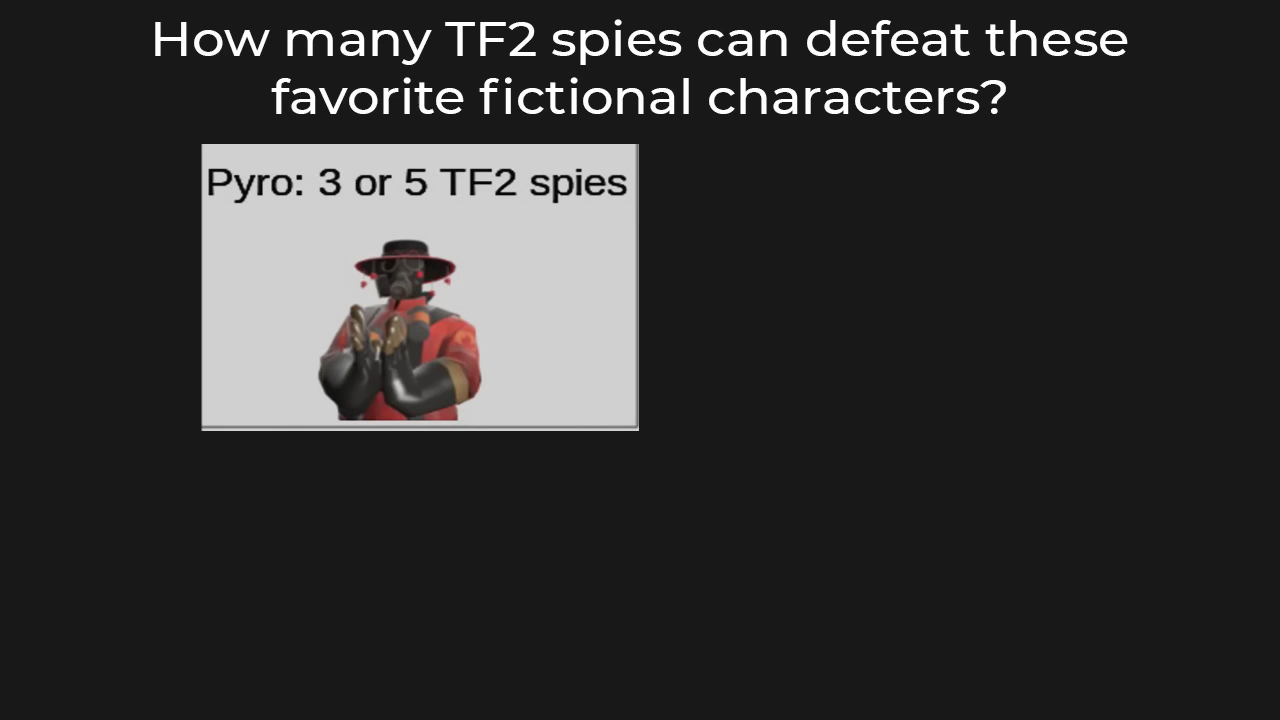 How many TF2 spies can defeat these
favorite fictional characters?
Pyro: 3 or 5 TF2 spies